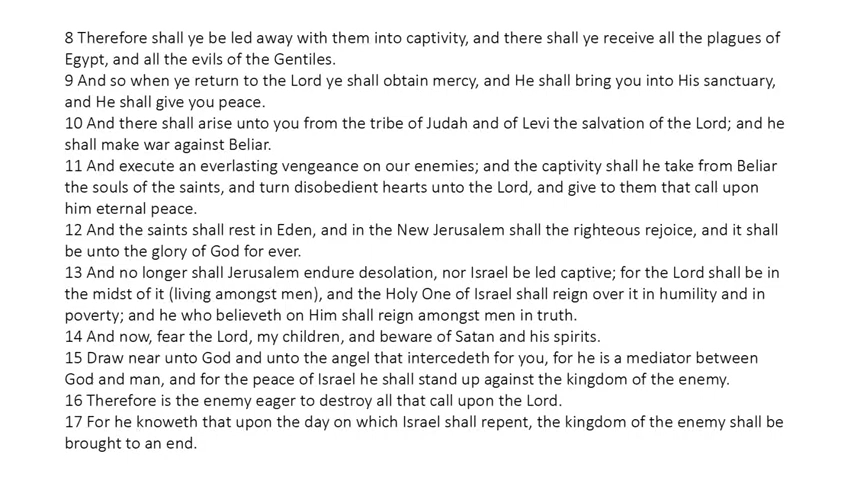 8 Therefore shall ye be led away with them into captivity, and there shall ye receive all the plagues of
Egypt, and all the evils of the Gentiles.
9 And so when ye return to the Lord ye shall obtain mercy, and He shall bring you into His sanctuary,
and He shall give you peace.
10 And there shall arise unto you from the tribe of Judah and of Levi the salvation of the Lord; and he
shall make war against Beliar.
11 And execute an everlasting vengeance on our enemies; and the captivity shall he take from Beliar
the souls of the saints, and turn disobedient hearts unto the Lord, and give to them that call upon
him eternal peace.
12 And the saints shall rest in Eden, and in the New Jerusalem shall the righteous rejoice, and it shall
be unto the glory of God for ever.
13 And no longer shall Jerusalem endure desolation, nor Israel be led captive; for the Lord shall be in
the midst of it (living amongst men), and the Holy One of Israel shall reign over it in humility and in
poverty; and he who believeth on Him shall reign amongst men in truth.
14 And now, fear the Lord, my children, and beware of Satan and his spirits.
15 Draw near unto God and unto the angel that intercedeth for you, for he is a mediator between
God and man, and for the peace of Israel he shall stand up against the kingdom of the enemy.
16 Therefore is the enemy eager to destroy all that call upon the Lord.
17 For he knoweth that upon the day on which Israel shall repent, the kingdom of the enemy shall be
brought to an end.